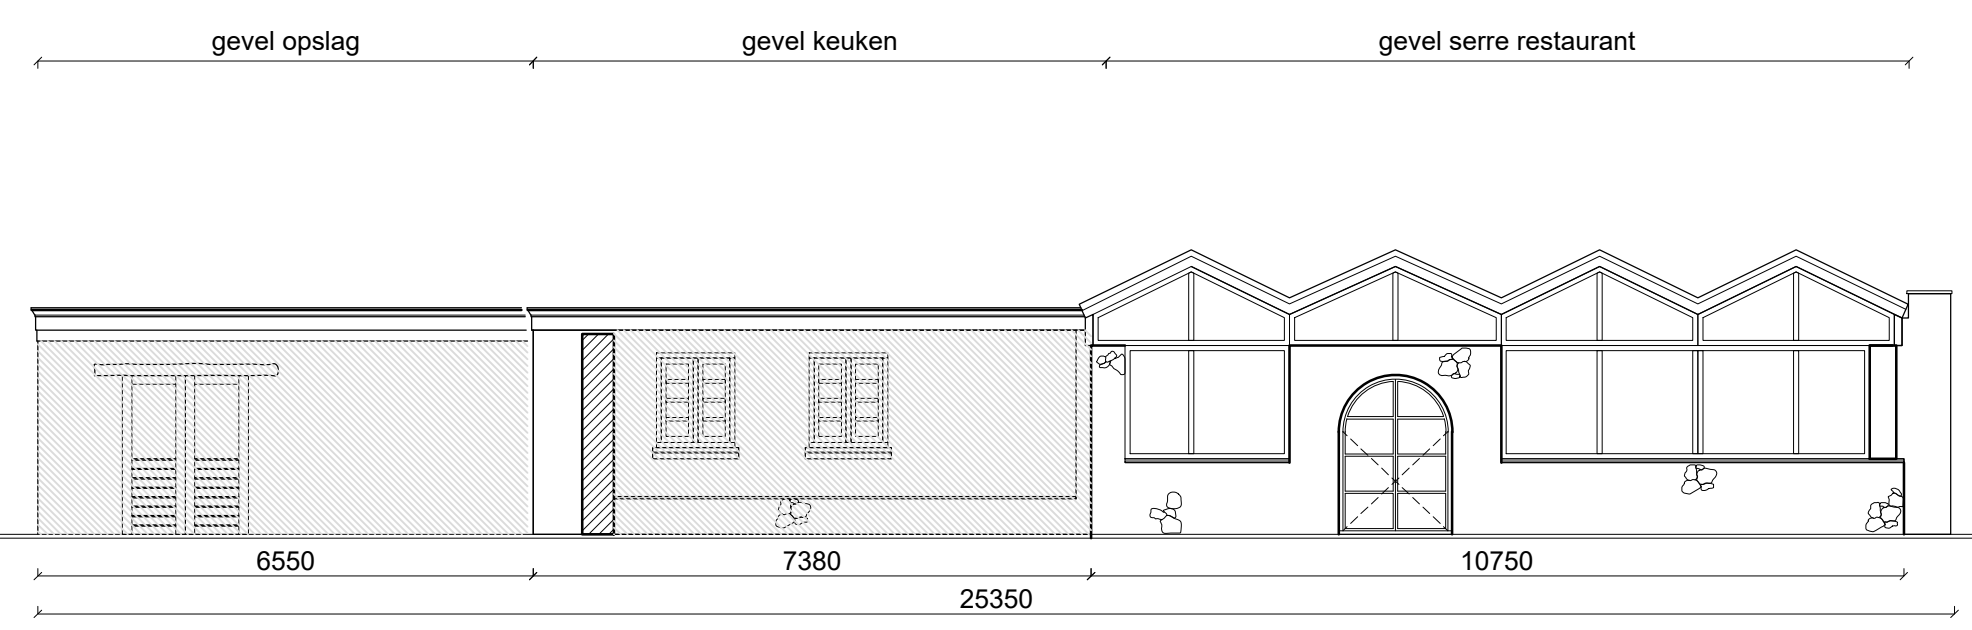 gevel opslag
gevel keuken
gevel serre restaurant
6550
7380
10750
25350